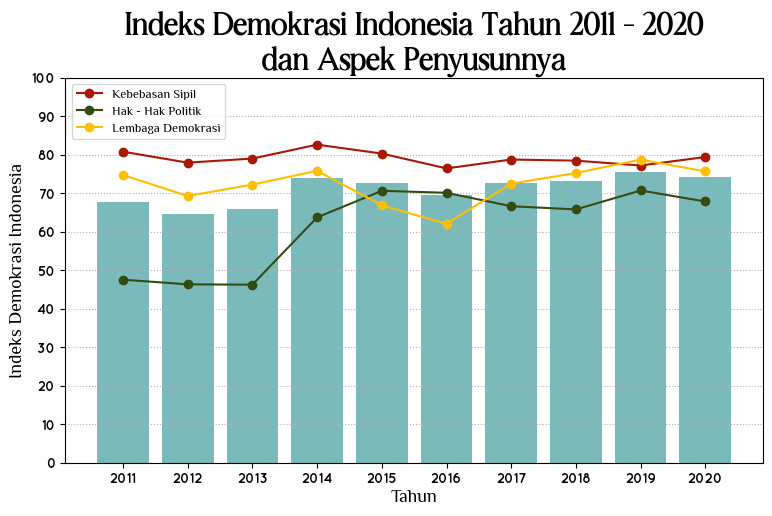 Indeks Demokrasi Indonesia Tahun 2011 - 2020
dan Aspek Penyusunnya
Indeks Demokrasi Indonesia
100
90
80
70
60
50
40
30
20
10
0
Kebebasan Sipil
Hak - Hak Politik
Lembaga Demokrasi
2011 2012 2013 2014 2015 2016 2017 2018 2019 2020
Tahun